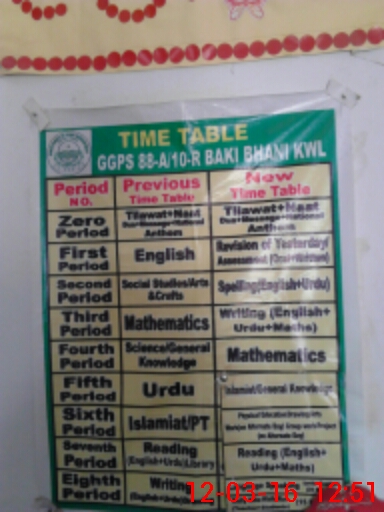 TIME TABLE
GGPS 88-A/10-R BAKI BHANI KWL
Period NO. Previous Time Table New Time Table
Zero Period Tilawat+Naat Anthem Tilawat+Naat Anthem
First Period English Revision of Yesterday/ Assessment
Second Period Social Studies/Arts &Crafts Spelling(English+Urdu)
Third Period Mathematics Writing (English+ Urdu+Maths)
Fourth Period Science/General Knowledge Mathematics
Fifth Period Urdu Islamiat/General Knowledge
Sixth Period Islamiat/PT
Seventh Period Reading (English+Urdu)Library Reading (English+ Urdu+Maths)
Eighth Period Writing
12-03-16 12:51